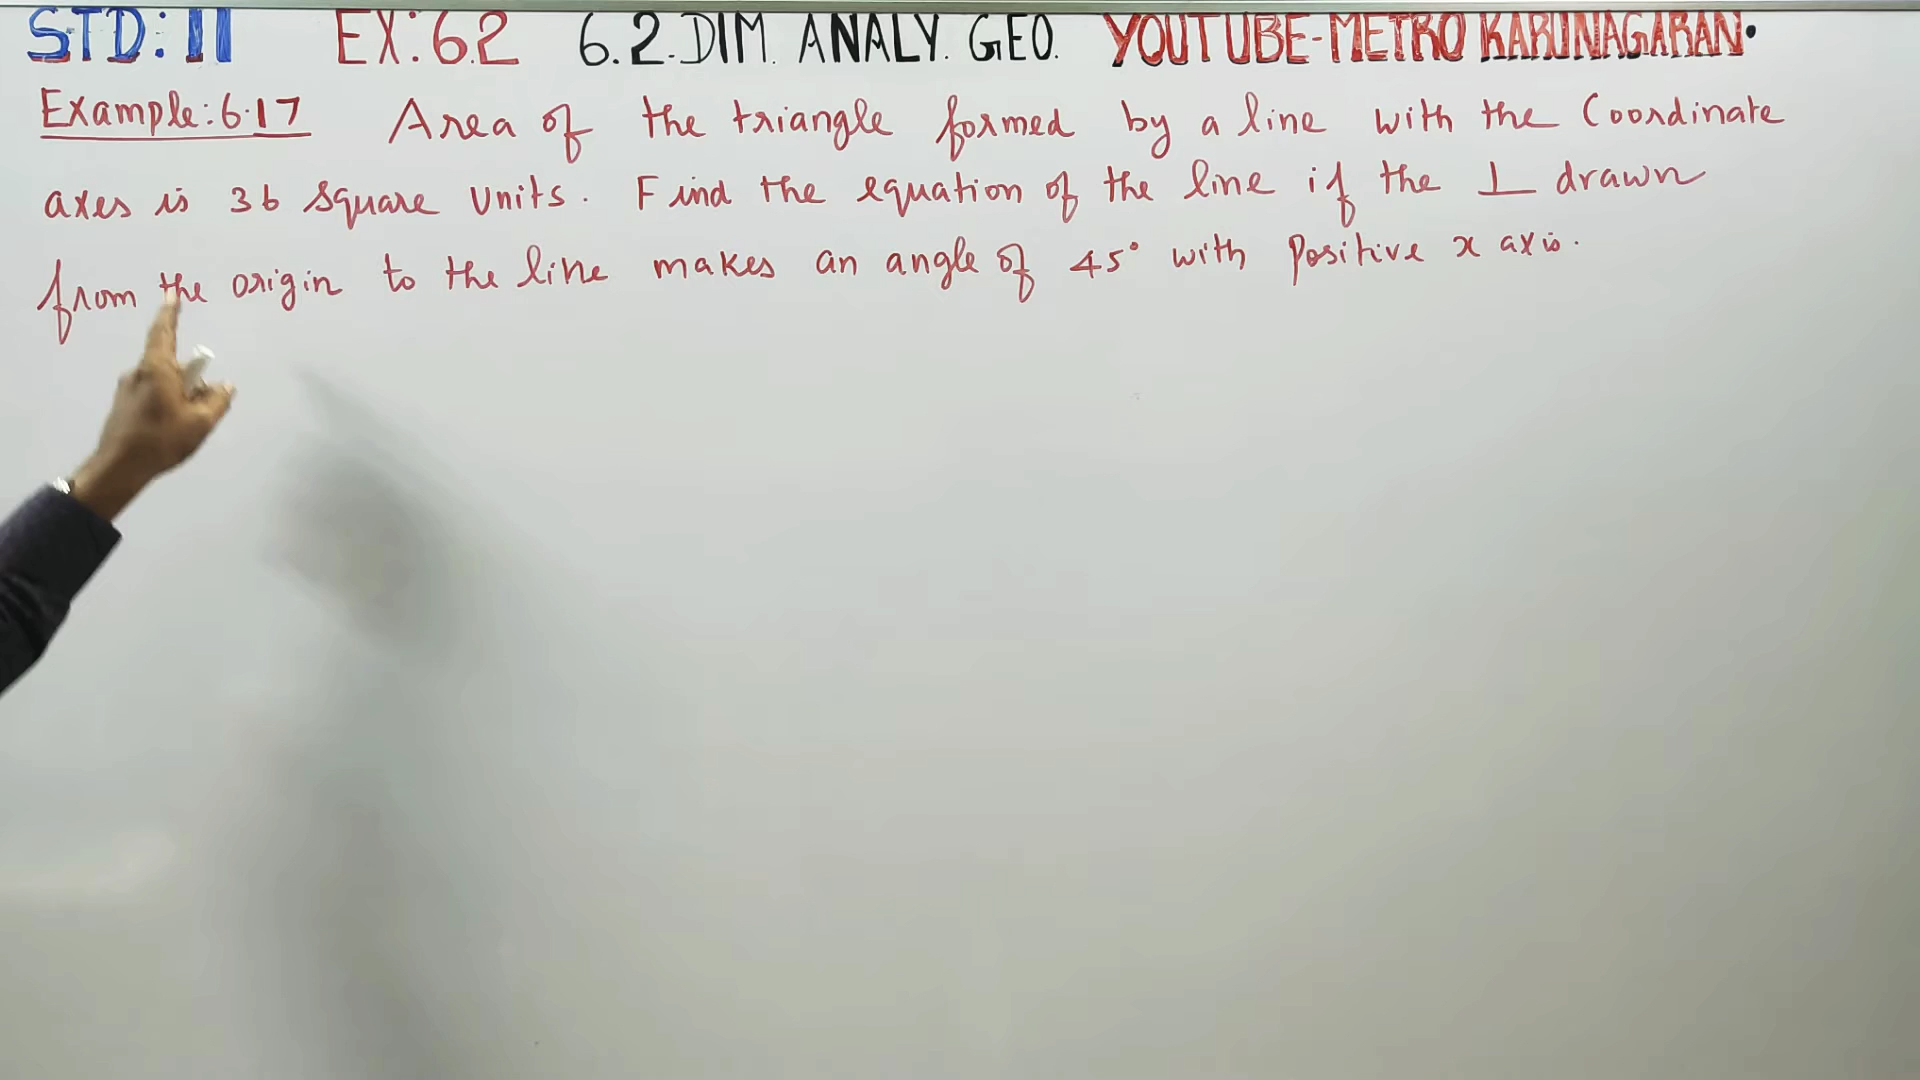 STD: 11 EX: 6.2 6.2.DIM. ANALY. GEO. YOUTUBE-METRO KARUNAGARAN.
Example: 6.17 Area of the triangle formed by a line with the Coordinate
axes is 36 square units. Find the equation of the line if the ⊥ drawn
from the origin to the line makes an angle of 45° with positive x axis.